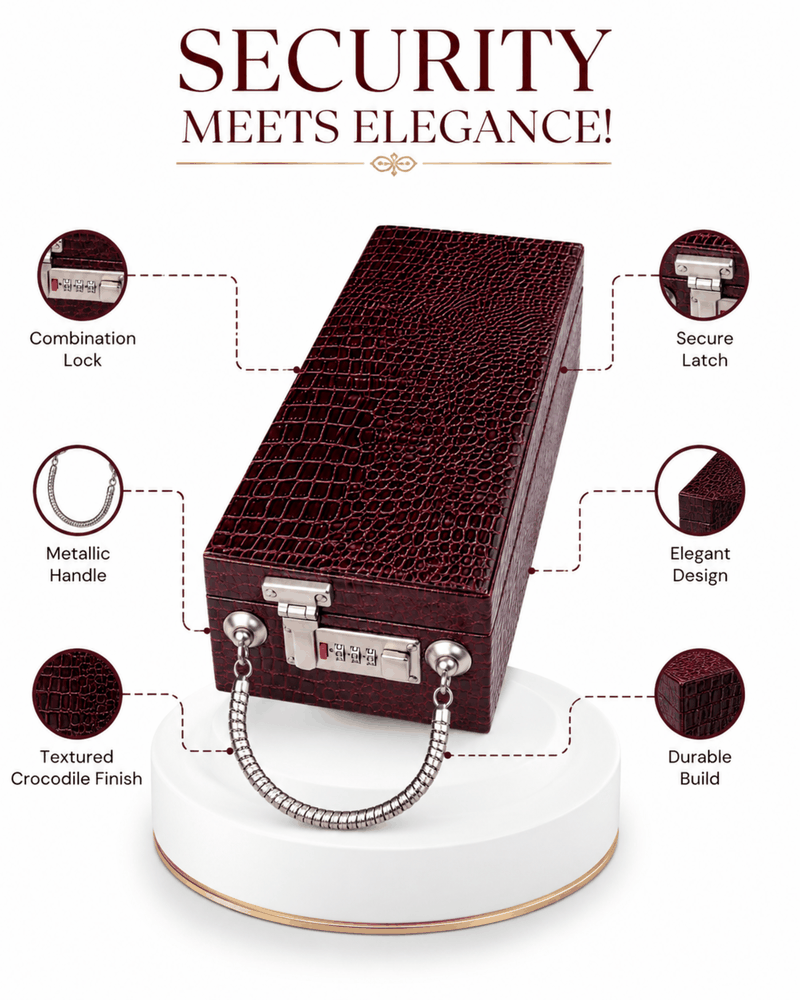 SECURITY
MEETS ELEGANCE!
Combination
Lock
Secure
Latch
Metallic
Handle
Elegant
Design
Textured
Crocodile Finish
Durable
Build